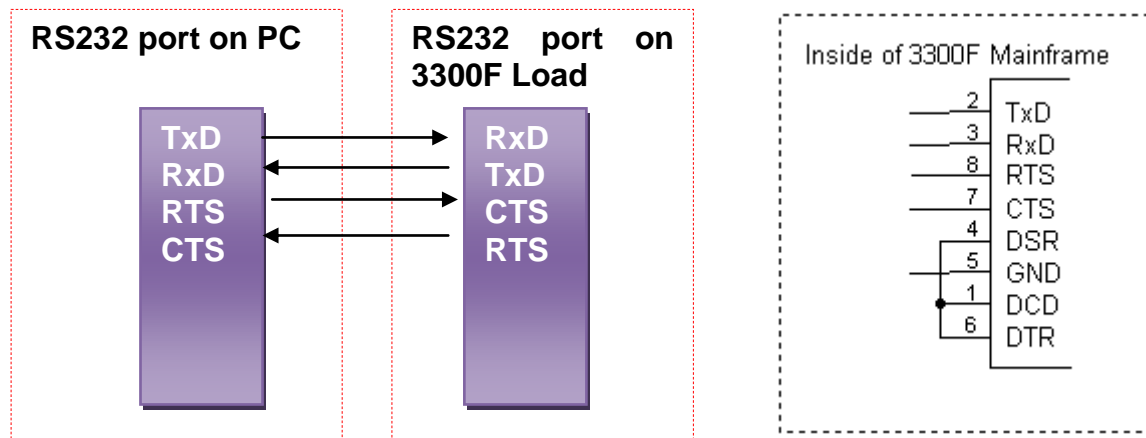 RS232 port on PC
RS232 port on
3300F Load
TxD
RxD
RTS
CTS
RxD
TxD
CTS
RTS
Inside of 3300F Mainframe
2 TxD
3 RxD
8 RTS
7 CTS
4 DSR
5 GND
1 DCD
6 DTR